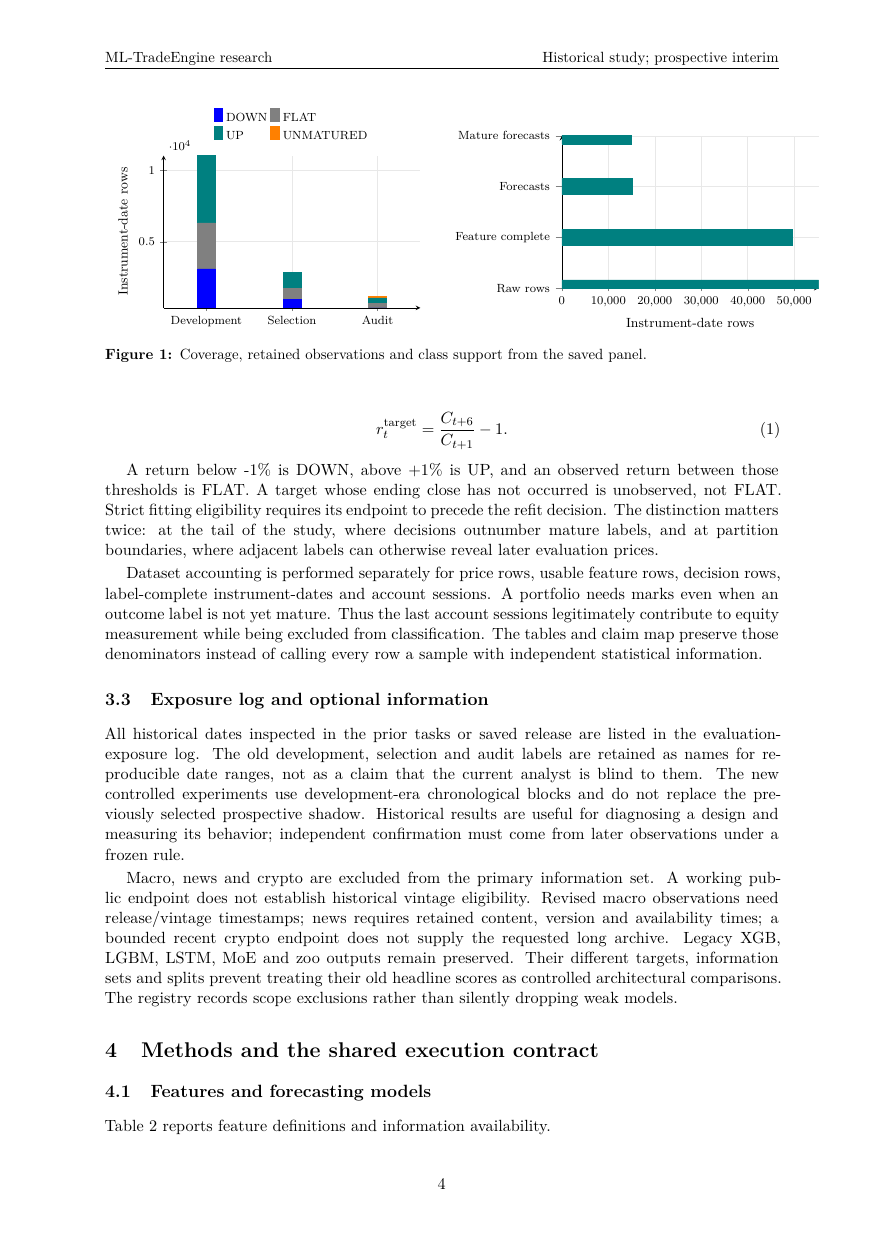 ML-TradeEngine research
Historical study; prospective interim
DOWN
FLAT
UP
UNMATURED
·10⁴
1
0.5
Instrument-date rows
Development
Selection
Audit
Mature forecasts
Forecasts
Feature complete
Raw rows
0
10,000
20,000
30,000
40,000
50,000
Instrument-date rows
Figure 1: Coverage, retained observations and class support from the saved panel.
r_t^target = C_{t+6} / C_{t+1} − 1. (1)
A return below -1% is DOWN, above +1% is UP, and an observed return between those
thresholds is FLAT. A target whose ending close has not occurred is unobserved, not FLAT.
Strict fitting eligibility requires its endpoint to precede the refit decision. The distinction matters
twice: at the tail of the study, where decisions outnumber mature labels, and at partition
boundaries, where adjacent labels can otherwise reveal later evaluation prices.
Dataset accounting is performed separately for price rows, usable feature rows, decision rows,
label-complete instrument-dates and account sessions. A portfolio needs marks even when an
outcome label is not yet mature. Thus the last account sessions legitimately contribute to equity
measurement while being excluded from classification. The tables and claim map preserve those
denominators instead of calling every row a sample with independent statistical information.
3.3 Exposure log and optional information
All historical dates inspected in the prior tasks or saved release are listed in the evaluation-
exposure log. The old development, selection and audit labels are retained as names for re-
producible date ranges, not as a claim that the current analyst is blind to them. The new
controlled experiments use development-era chronological blocks and do not replace the pre-
viously selected prospective shadow. Historical results are useful for diagnosing a design and
measuring its behavior; independent confirmation must come from later observations under a
frozen rule.
Macro, news and crypto are excluded from the primary information set. A working pub-
lic endpoint does not establish historical vintage eligibility. Revised macro observations need
release/vintage timestamps; news requires retained content, version and availability times; a
bounded recent crypto endpoint does not supply the requested long archive. Legacy XGB,
LGBM, LSTM, MoE and zoo outputs remain preserved. Their different targets, information
sets and splits prevent treating their old headline scores as controlled architectural comparisons.
The registry records scope exclusions rather than silently dropping weak models.
4 Methods and the shared execution contract
4.1 Features and forecasting models
Table 2 reports feature definitions and information availability.
4